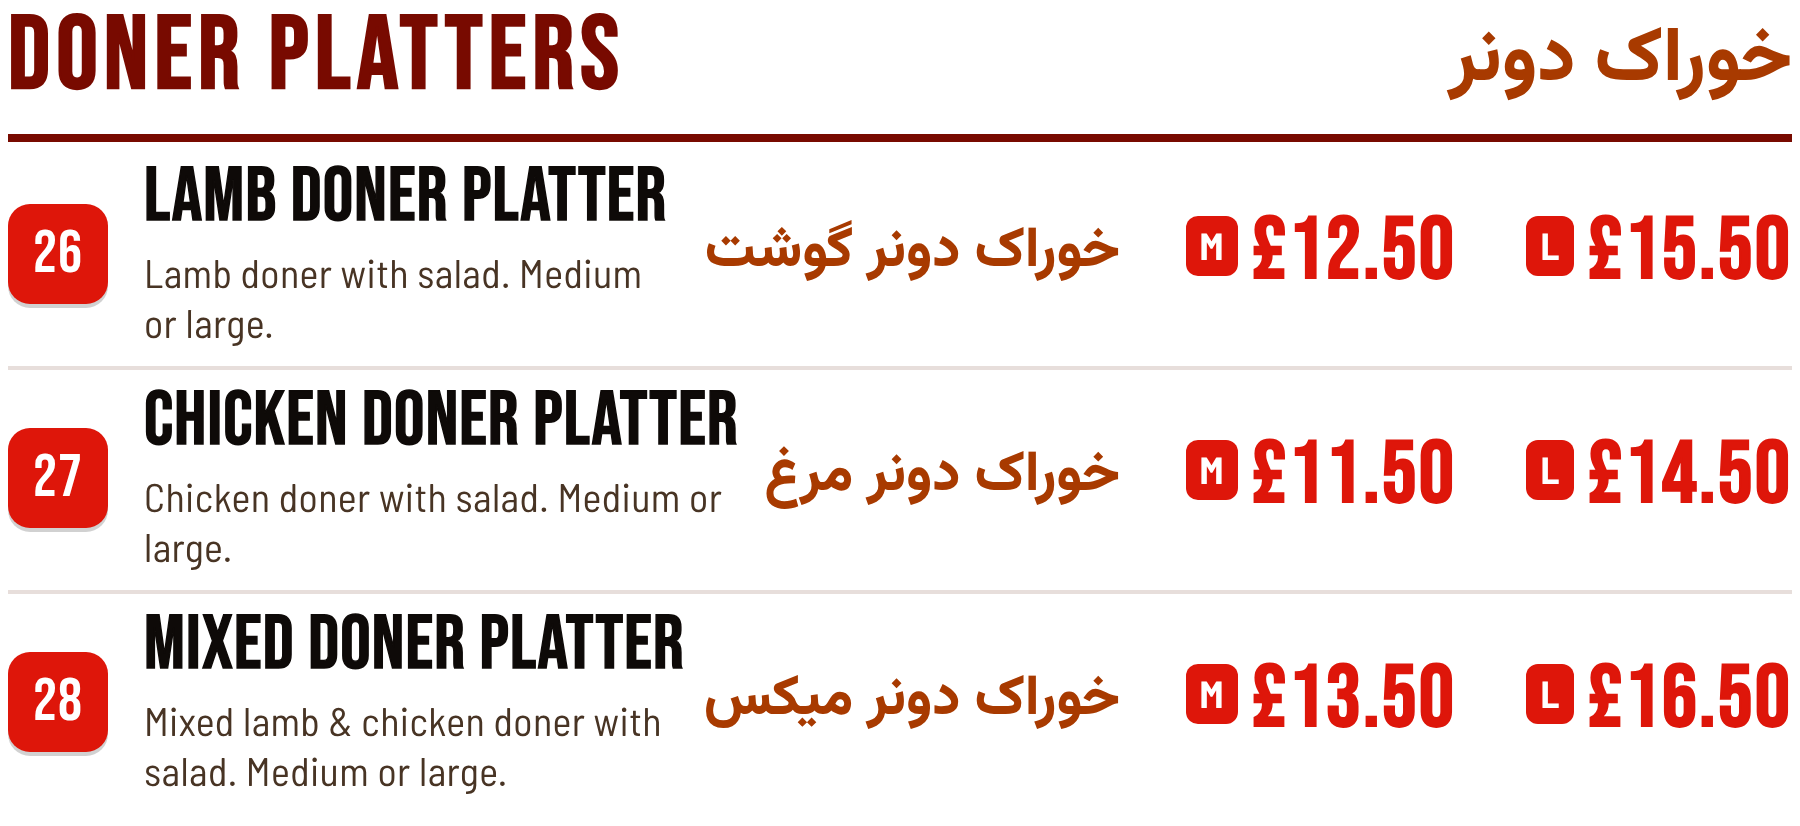 DONER PLATTERS خوراک دونر
26 LAMB DONER PLATTER
Lamb doner with salad. Medium
or large.
خوراک دونر گوشت
M £12.50 L £15.50
27 CHICKEN DONER PLATTER
Chicken doner with salad. Medium or
large.
خوراک دونر مرغ
M £11.50 L £14.50
28 MIXED DONER PLATTER
Mixed lamb & chicken doner with
salad. Medium or large.
خوراک دونر میکس
M £13.50 L £16.50